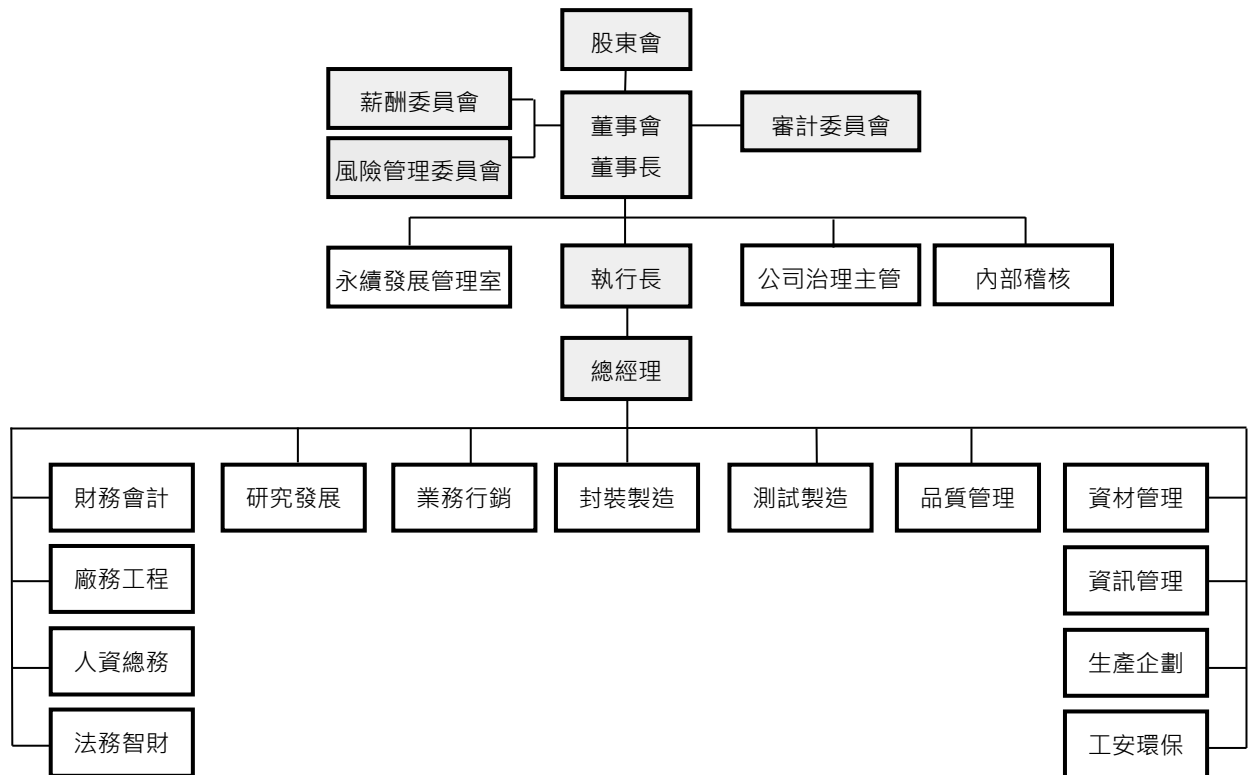 股東會
薪酬委員會
董事會
董事長
審計委員會
風險管理委員會
永續發展管理室
執行長
公司治理主管
內部稽核
總經理
財務會計
研究發展
業務行銷
封裝製造
測試製造
品質管理
資材管理
廠務工程
資訊管理
人資總務
生產企劃
法務智財
工安環保